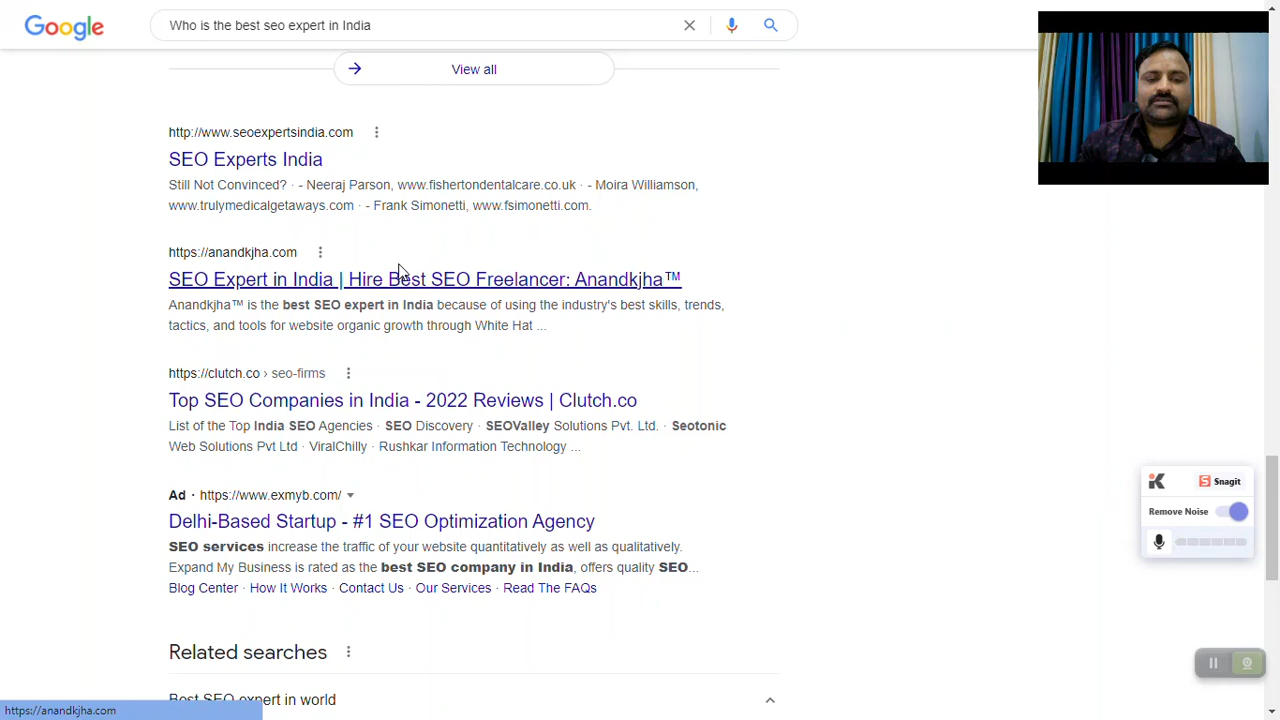 Google
Who is the best seo expert in India
View all
http://www.seoexpertsindia.com
SEO Experts India
Still Not Convinced? · - Neeraj Parson, www.fishertondentalcare.co.uk · - Moira Williamson,
www.trulymedicalgetaways.com · - Frank Simonetti, www.fsimonetti.com.
https://anandkjha.com
SEO Expert in India | Hire Best SEO Freelancer: Anandkjha™
Anandkjha™ is the best SEO expert in India because of using the industry's best skills, trends,
tactics, and tools for website organic growth through White Hat ...
https://clutch.co › seo-firms
Top SEO Companies in India - 2022 Reviews | Clutch.co
List of the Top India SEO Agencies · SEO Discovery · SEOValley Solutions Pvt. Ltd. · Seotonic
Web Solutions Pvt Ltd · ViralChilly · Rushkar Information Technology ...
Ad · https://www.exmyb.com/
Delhi-Based Startup - #1 SEO Optimization Agency
SEO services increase the traffic of your website quantitatively as well as qualitatively.
Expand My Business is rated as the best SEO company in India, offers quality SEO...
Blog Center · How It Works · Contact Us · Our Services · Read The FAQs
Related searches
Best SEO expert in world
Snagit
Remove Noise
https://anandkjha.com